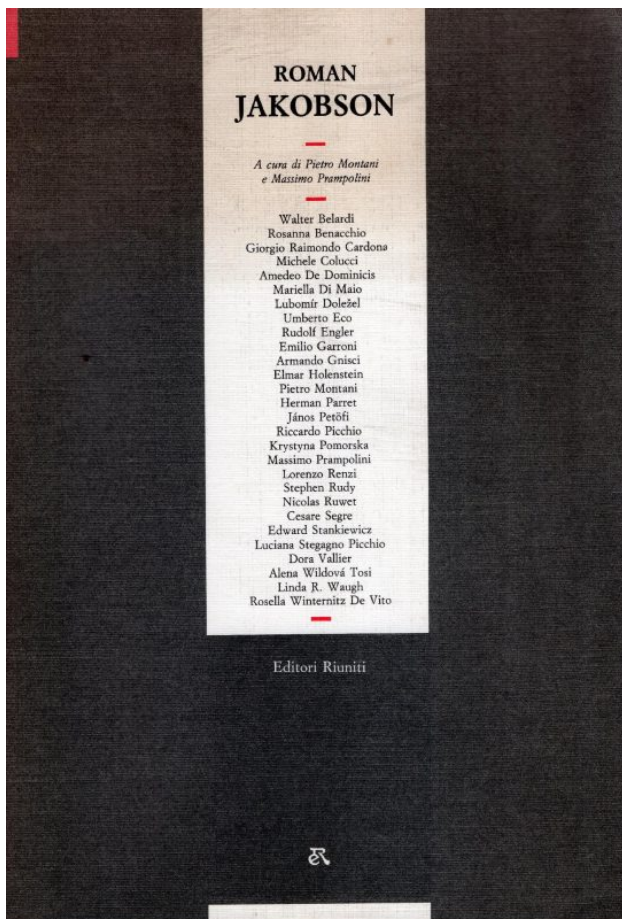 ROMAN
JAKOBSON
A cura di Pietro Montani
e Massimo Prampolini
Walter Belardi
Rosanna Benacchio
Giorgio Raimondo Cardona
Michele Colucci
Amedeo De Dominicis
Mariella Di Maio
Lubomír Doležel
Umberto Eco
Rudolf Engler
Emilio Garroni
Armando Gnisci
Elmar Holenstein
Pietro Montani
Herman Parret
János Petöfi
Riccardo Picchio
Krystyna Pomorska
Massimo Prampolini
Lorenzo Renzi
Stephen Rudy
Nicolas Ruwet
Cesare Segre
Edward Stankiewicz
Luciana Stegagno Picchio
Dora Vallier
Alena Wildová Tosi
Linda R. Waugh
Rosella Winternitz De Vito
Editori Riuniti
eR